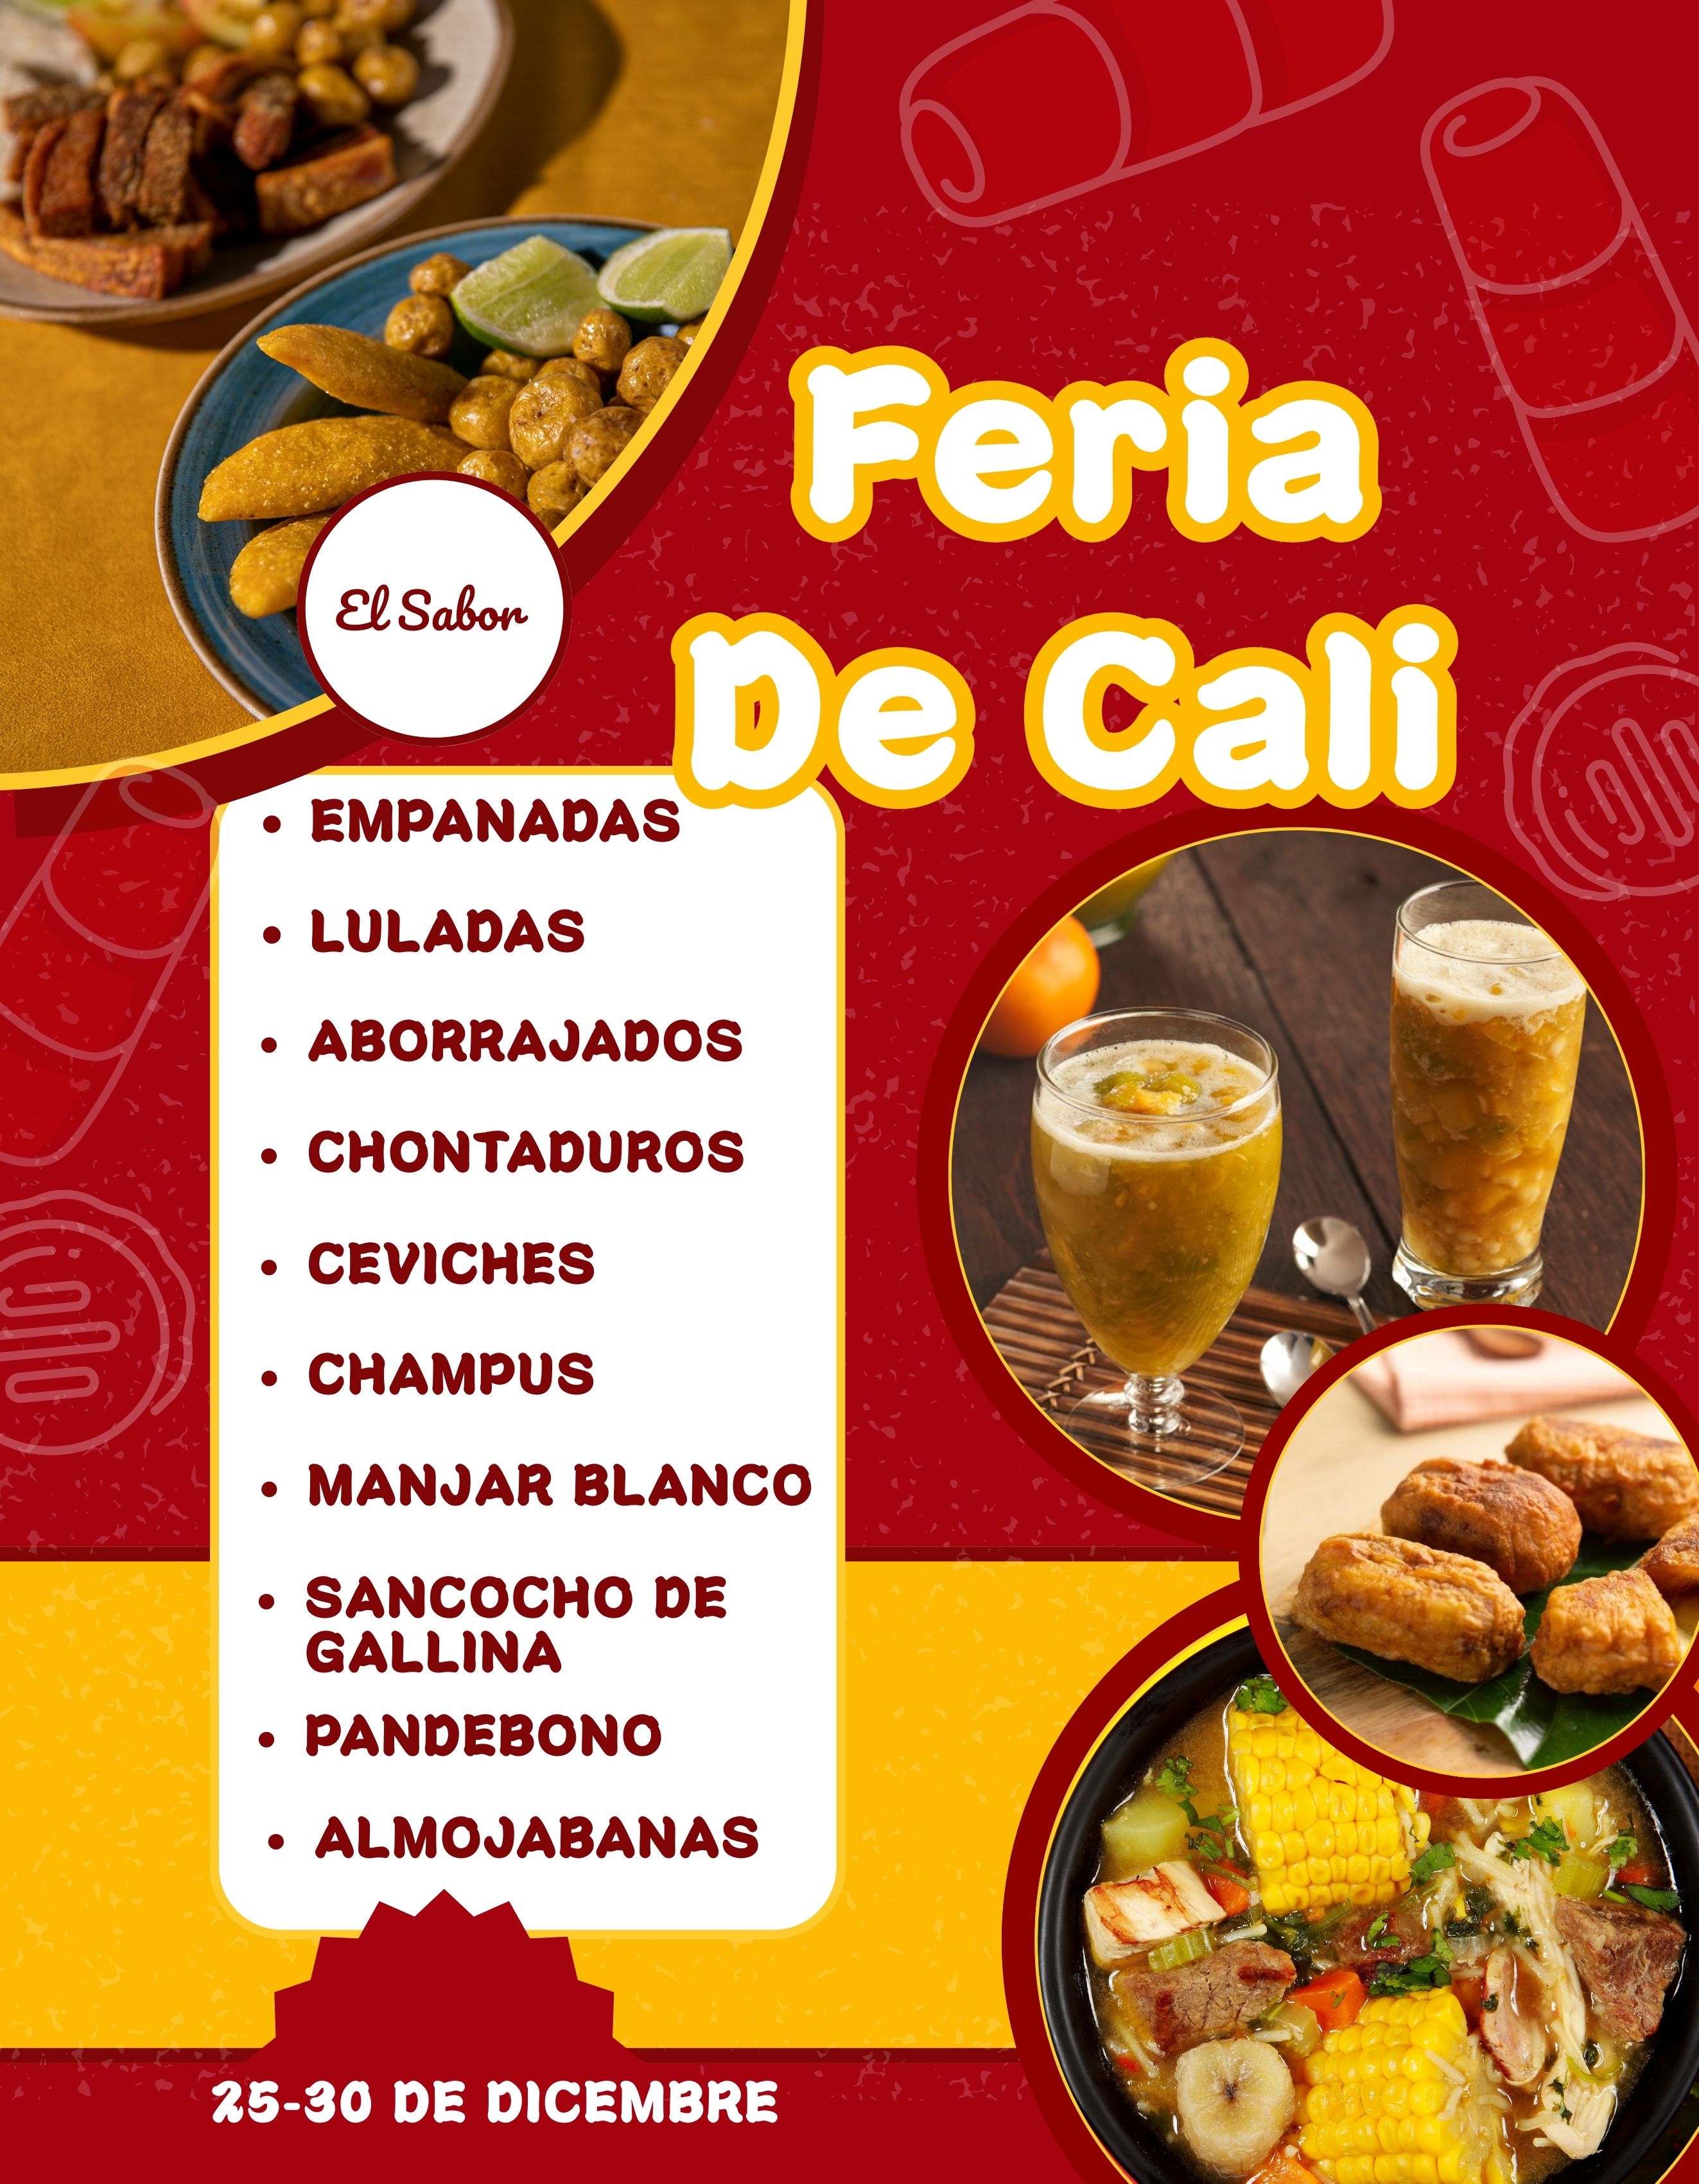 Feria
De Cali
El Sabor
• EMPANADAS
• LULADAS
• ABORRAJADOS
• CHONTADUROS
• CEVICHES
• CHAMPUS
• MANJAR BLANCO
• SANCOCHO DE
GALLINA
• PANDEBONO
• ALMOJABANAS
25-30 DE DICEMBRE